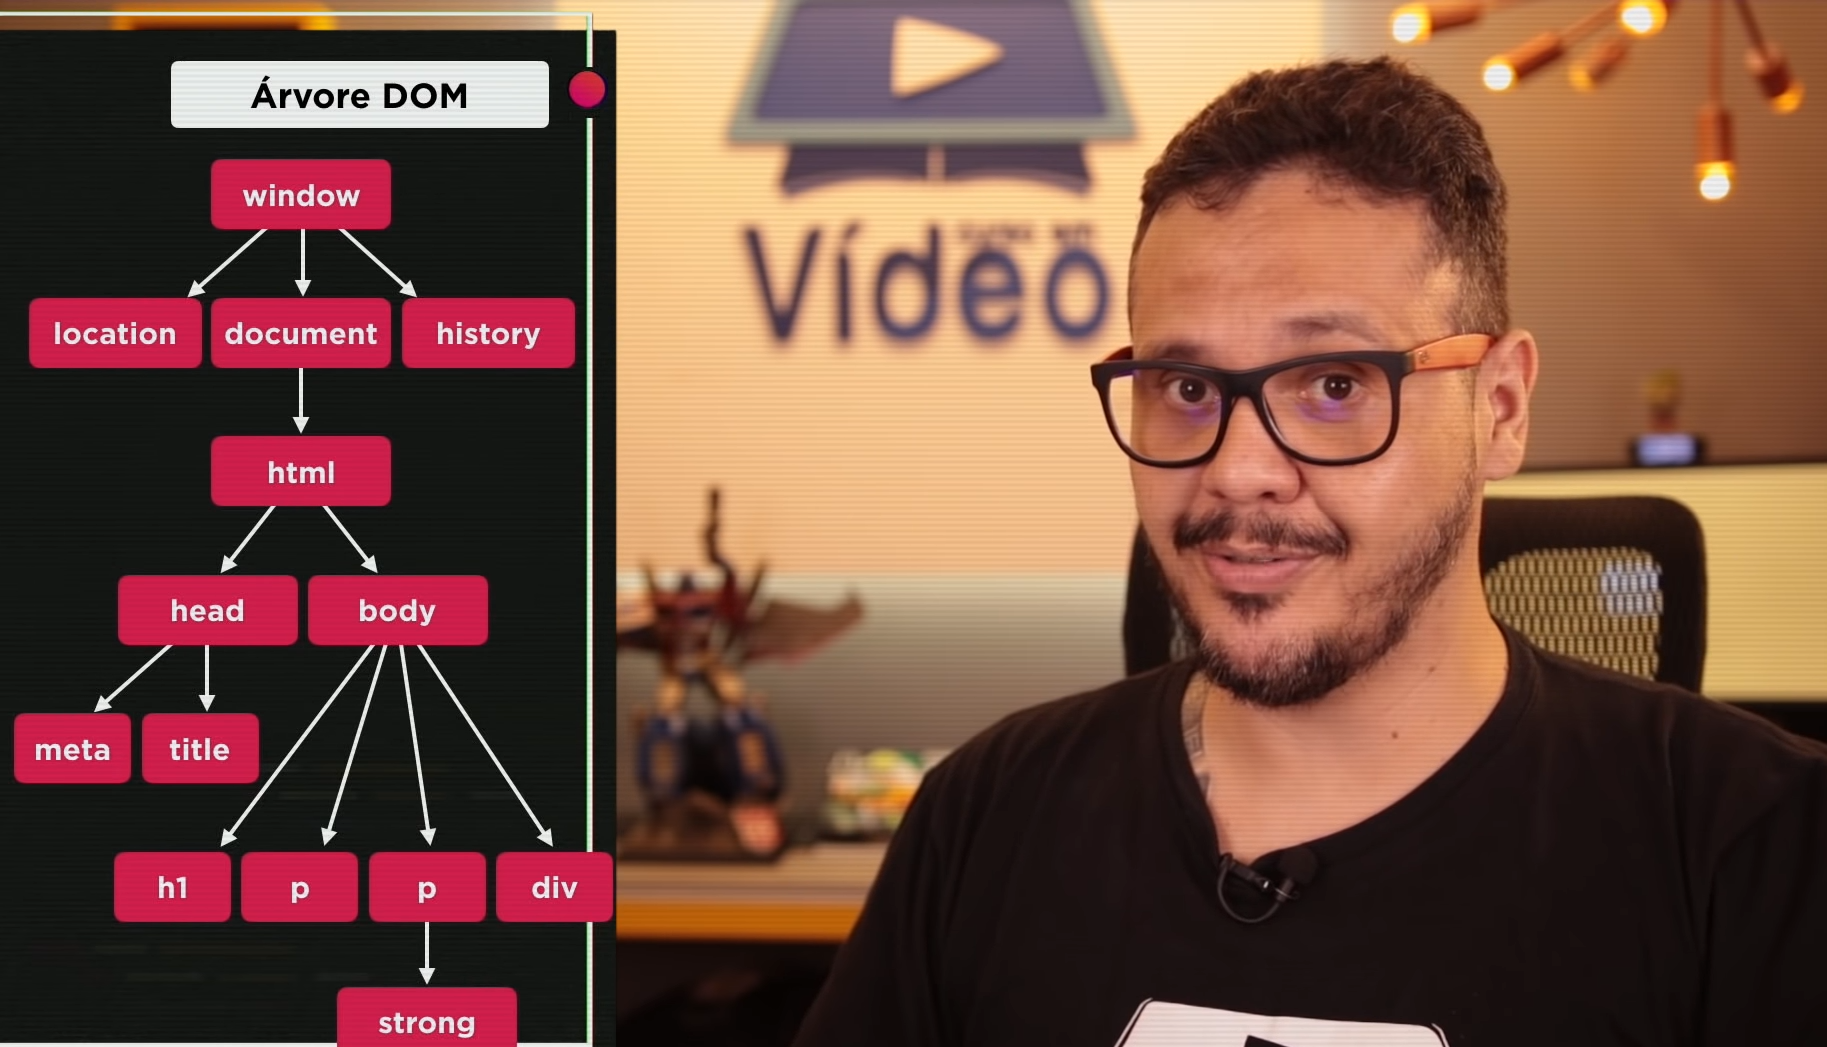 Árvore DOM
window
location
document
history
html
head
body
meta
title
h1
p
p
div
strong
Vídeo